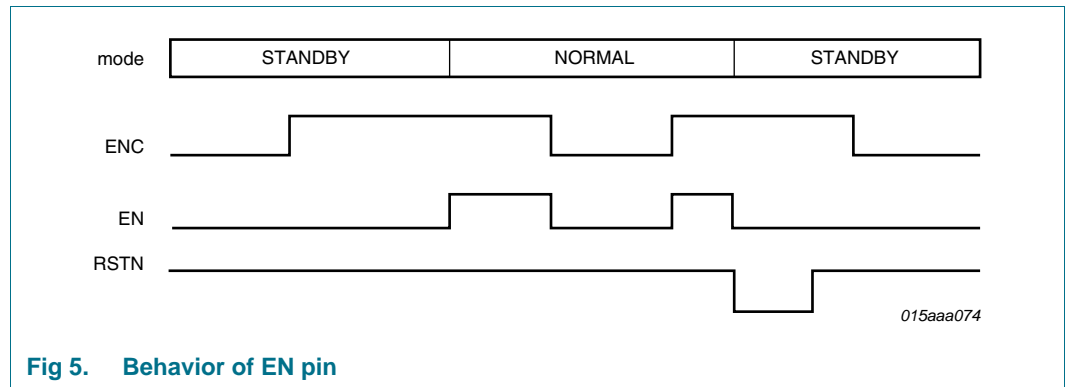 mode STANDBY NORMAL STANDBY
ENC
EN
RSTN
015aaa074
Fig 5. Behavior of EN pin